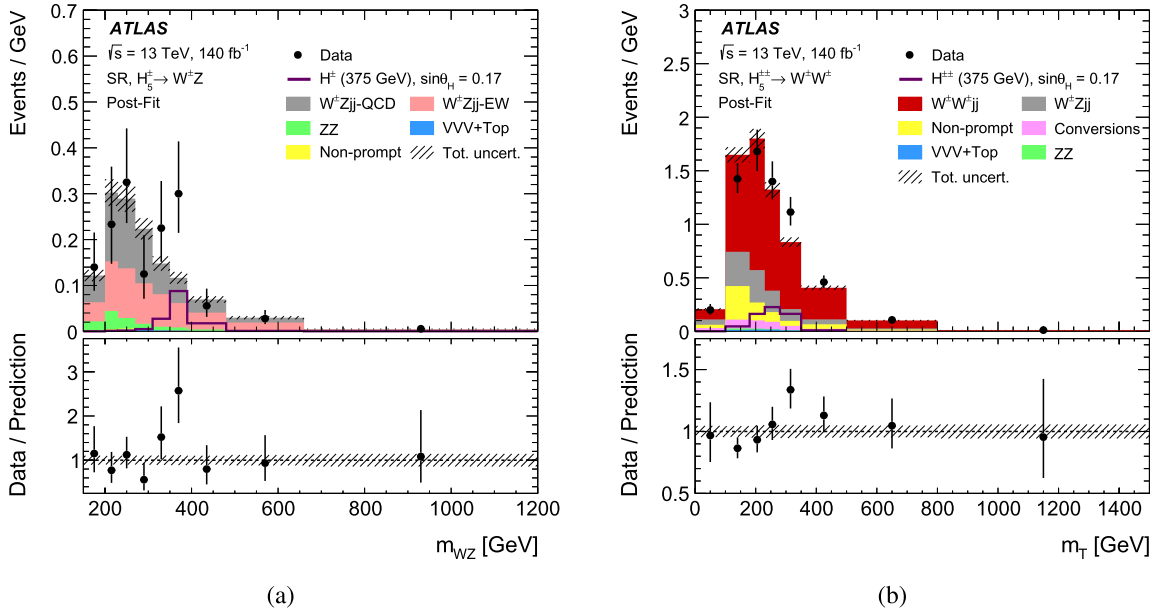 ATLAS
√s = 13 TeV, 140 fb⁻¹
SR, H₅± → W±Z
Post-Fit
Data
H± (375 GeV), sinθ_H = 0.17
W±Zjj-QCD
W±Zjj-EW
ZZ
VVV+Top
Non-prompt
Tot. uncert.
Events / GeV
0.7
0.6
0.5
0.4
0.3
0.2
0.1
0
Data / Prediction
3
2
1
200 400 600 800 1000 1200
m_WZ [GeV]
(a)
ATLAS
√s = 13 TeV, 140 fb⁻¹
SR, H₅±± → W±W±
Post-Fit
Data
H±± (375 GeV), sinθ_H = 0.17
W±W±jj
W±Zjj
Non-prompt
Conversions
VVV+Top
ZZ
Tot. uncert.
Events / GeV
3
2.5
2
1.5
1
0.5
0
Data / Prediction
1.5
1
0.5
0 200 400 600 800 1000 1200 1400
m_T [GeV]
(b)